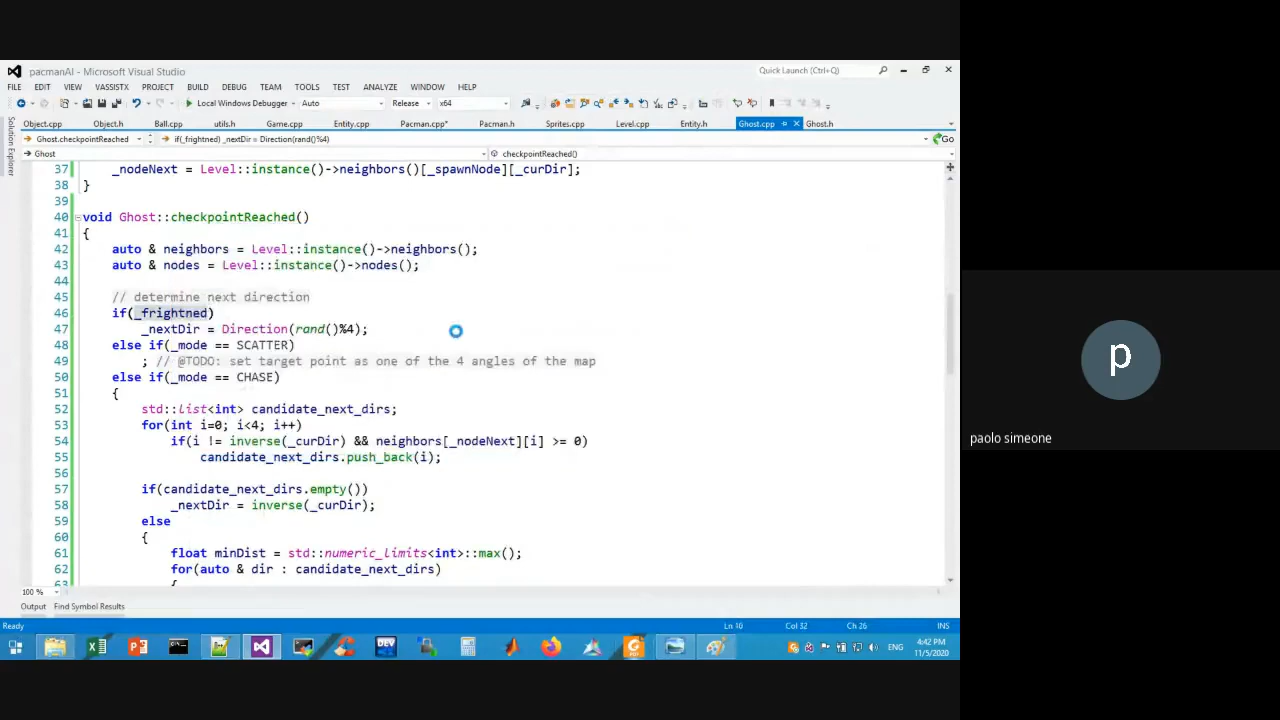 pacmanAI - Microsoft Visual Studio
Quick Launch (Ctrl+Q)
FILE EDIT VIEW VASSISTX PROJECT BUILD DEBUG TEAM TOOLS TEST ANALYZE WINDOW HELP
Local Windows Debugger Auto Release x64
Object.cpp Object.h Ball.cpp utils.h Game.cpp Entity.cpp Pacman.cpp* Pacman.h Sprites.cpp Level.cpp Entity.h Ghost.cpp Ghost.h
Ghost.checkpointReached if(_frightned) _nextDir = Direction(rand()%4) Go
Ghost checkpointReached()
Solution Explorer
37 _nodeNext = Level::instance()->neighbors()[_spawnNode][_curDir];
38 }
39
40 void Ghost::checkpointReached()
41 {
42 auto & neighbors = Level::instance()->neighbors();
43 auto & nodes = Level::instance()->nodes();
44
45 // determine next direction
46 if(_frightned)
47 _nextDir = Direction(rand()%4);
48 else if(_mode == SCATTER)
49 ; // @TODO: set target point as one of the 4 angles of the map
50 else if(_mode == CHASE)
51 {
52 std::list<int> candidate_next_dirs;
53 for(int i=0; i<4; i++)
54 if(i != inverse(_curDir) && neighbors[_nodeNext][i] >= 0)
55 candidate_next_dirs.push_back(i);
56
57 if(candidate_next_dirs.empty())
58 _nextDir = inverse(_curDir);
59 else
60 {
61 float minDist = std::numeric_limits<int>::max();
62 for(auto & dir : candidate_next_dirs)
63 {
100 %
Output Find Symbol Results
Ready Ln 10 Col 32 Ch 26 INS
DEV
ENG
4:42 PM
11/5/2020
p
paolo simeone